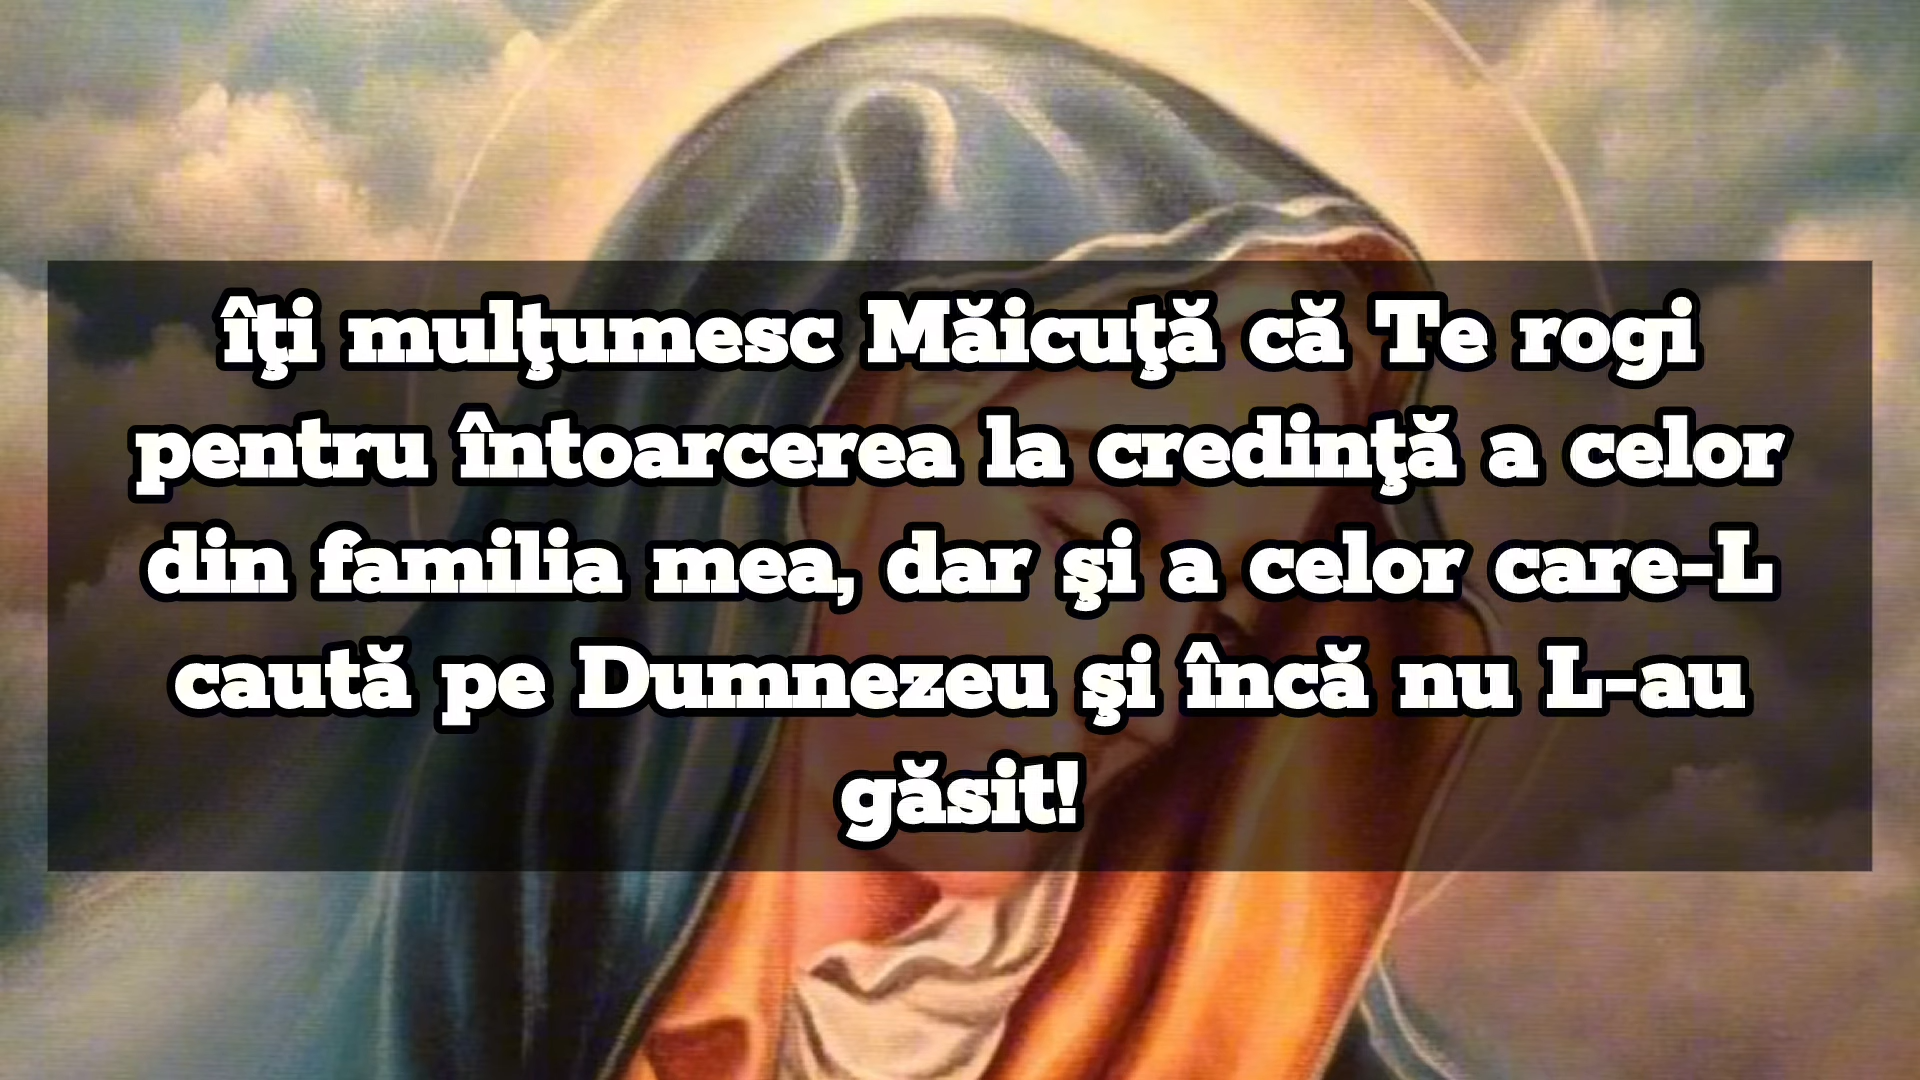 îţi mulţumesc Măicuţă că Te rogi
pentru întoarcerea la credinţă a celor
din familia mea, dar şi a celor care-L
caută pe Dumnezeu şi încă nu L-au
găsit!